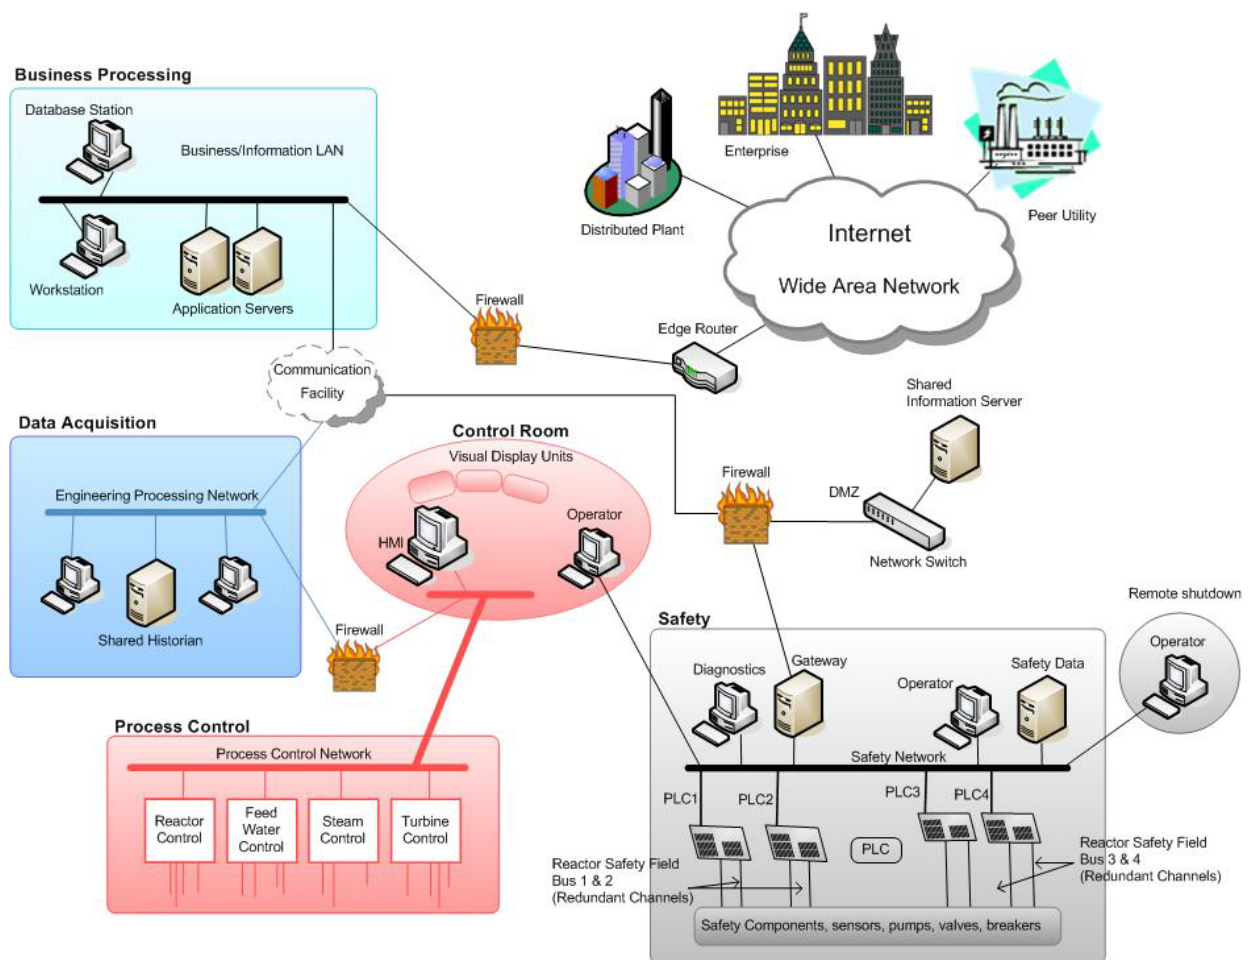 Business Processing
Database Station
Business/Information LAN
Workstation
Application Servers
Enterprise
Distributed Plant
Peer Utility
Internet
Wide Area Network
Firewall
Edge Router
Communication
Facility
Shared
Information Server
Data Acquisition
Engineering Processing Network
Shared Historian
Control Room
Visual Display Units
HMI
Operator
Firewall
Firewall
DMZ
Network Switch
Process Control
Process Control Network
Reactor
Control
Feed
Water
Control
Steam
Control
Turbine
Control
Safety
Diagnostics
Gateway
Operator
Safety Data
Remote shutdown
Operator
Safety Network
PLC1
PLC2
PLC3
PLC4
PLC
Reactor Safety Field
Bus 1 & 2
(Redundant Channels)
Reactor Safety Field
Bus 3 & 4
(Redundant Channels)
Safety Components, sensors, pumps, valves, breakers